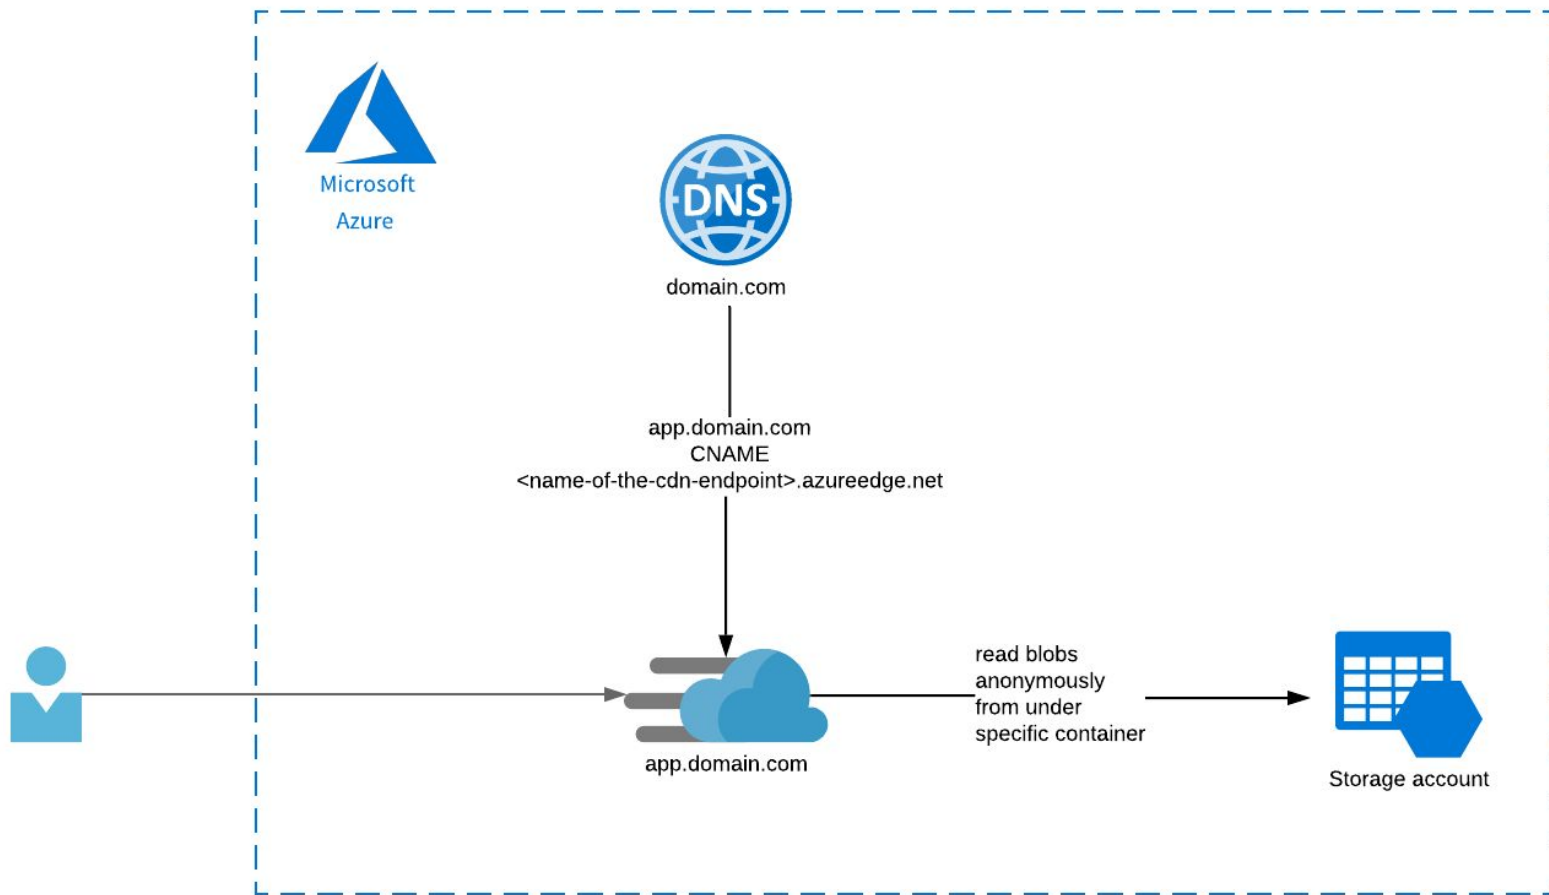 Microsoft
Azure
DNS
domain.com
app.domain.com
CNAME
<name-of-the-cdn-endpoint>.azureedge.net
read blobs
anonymously
from under
specific container
app.domain.com
Storage account